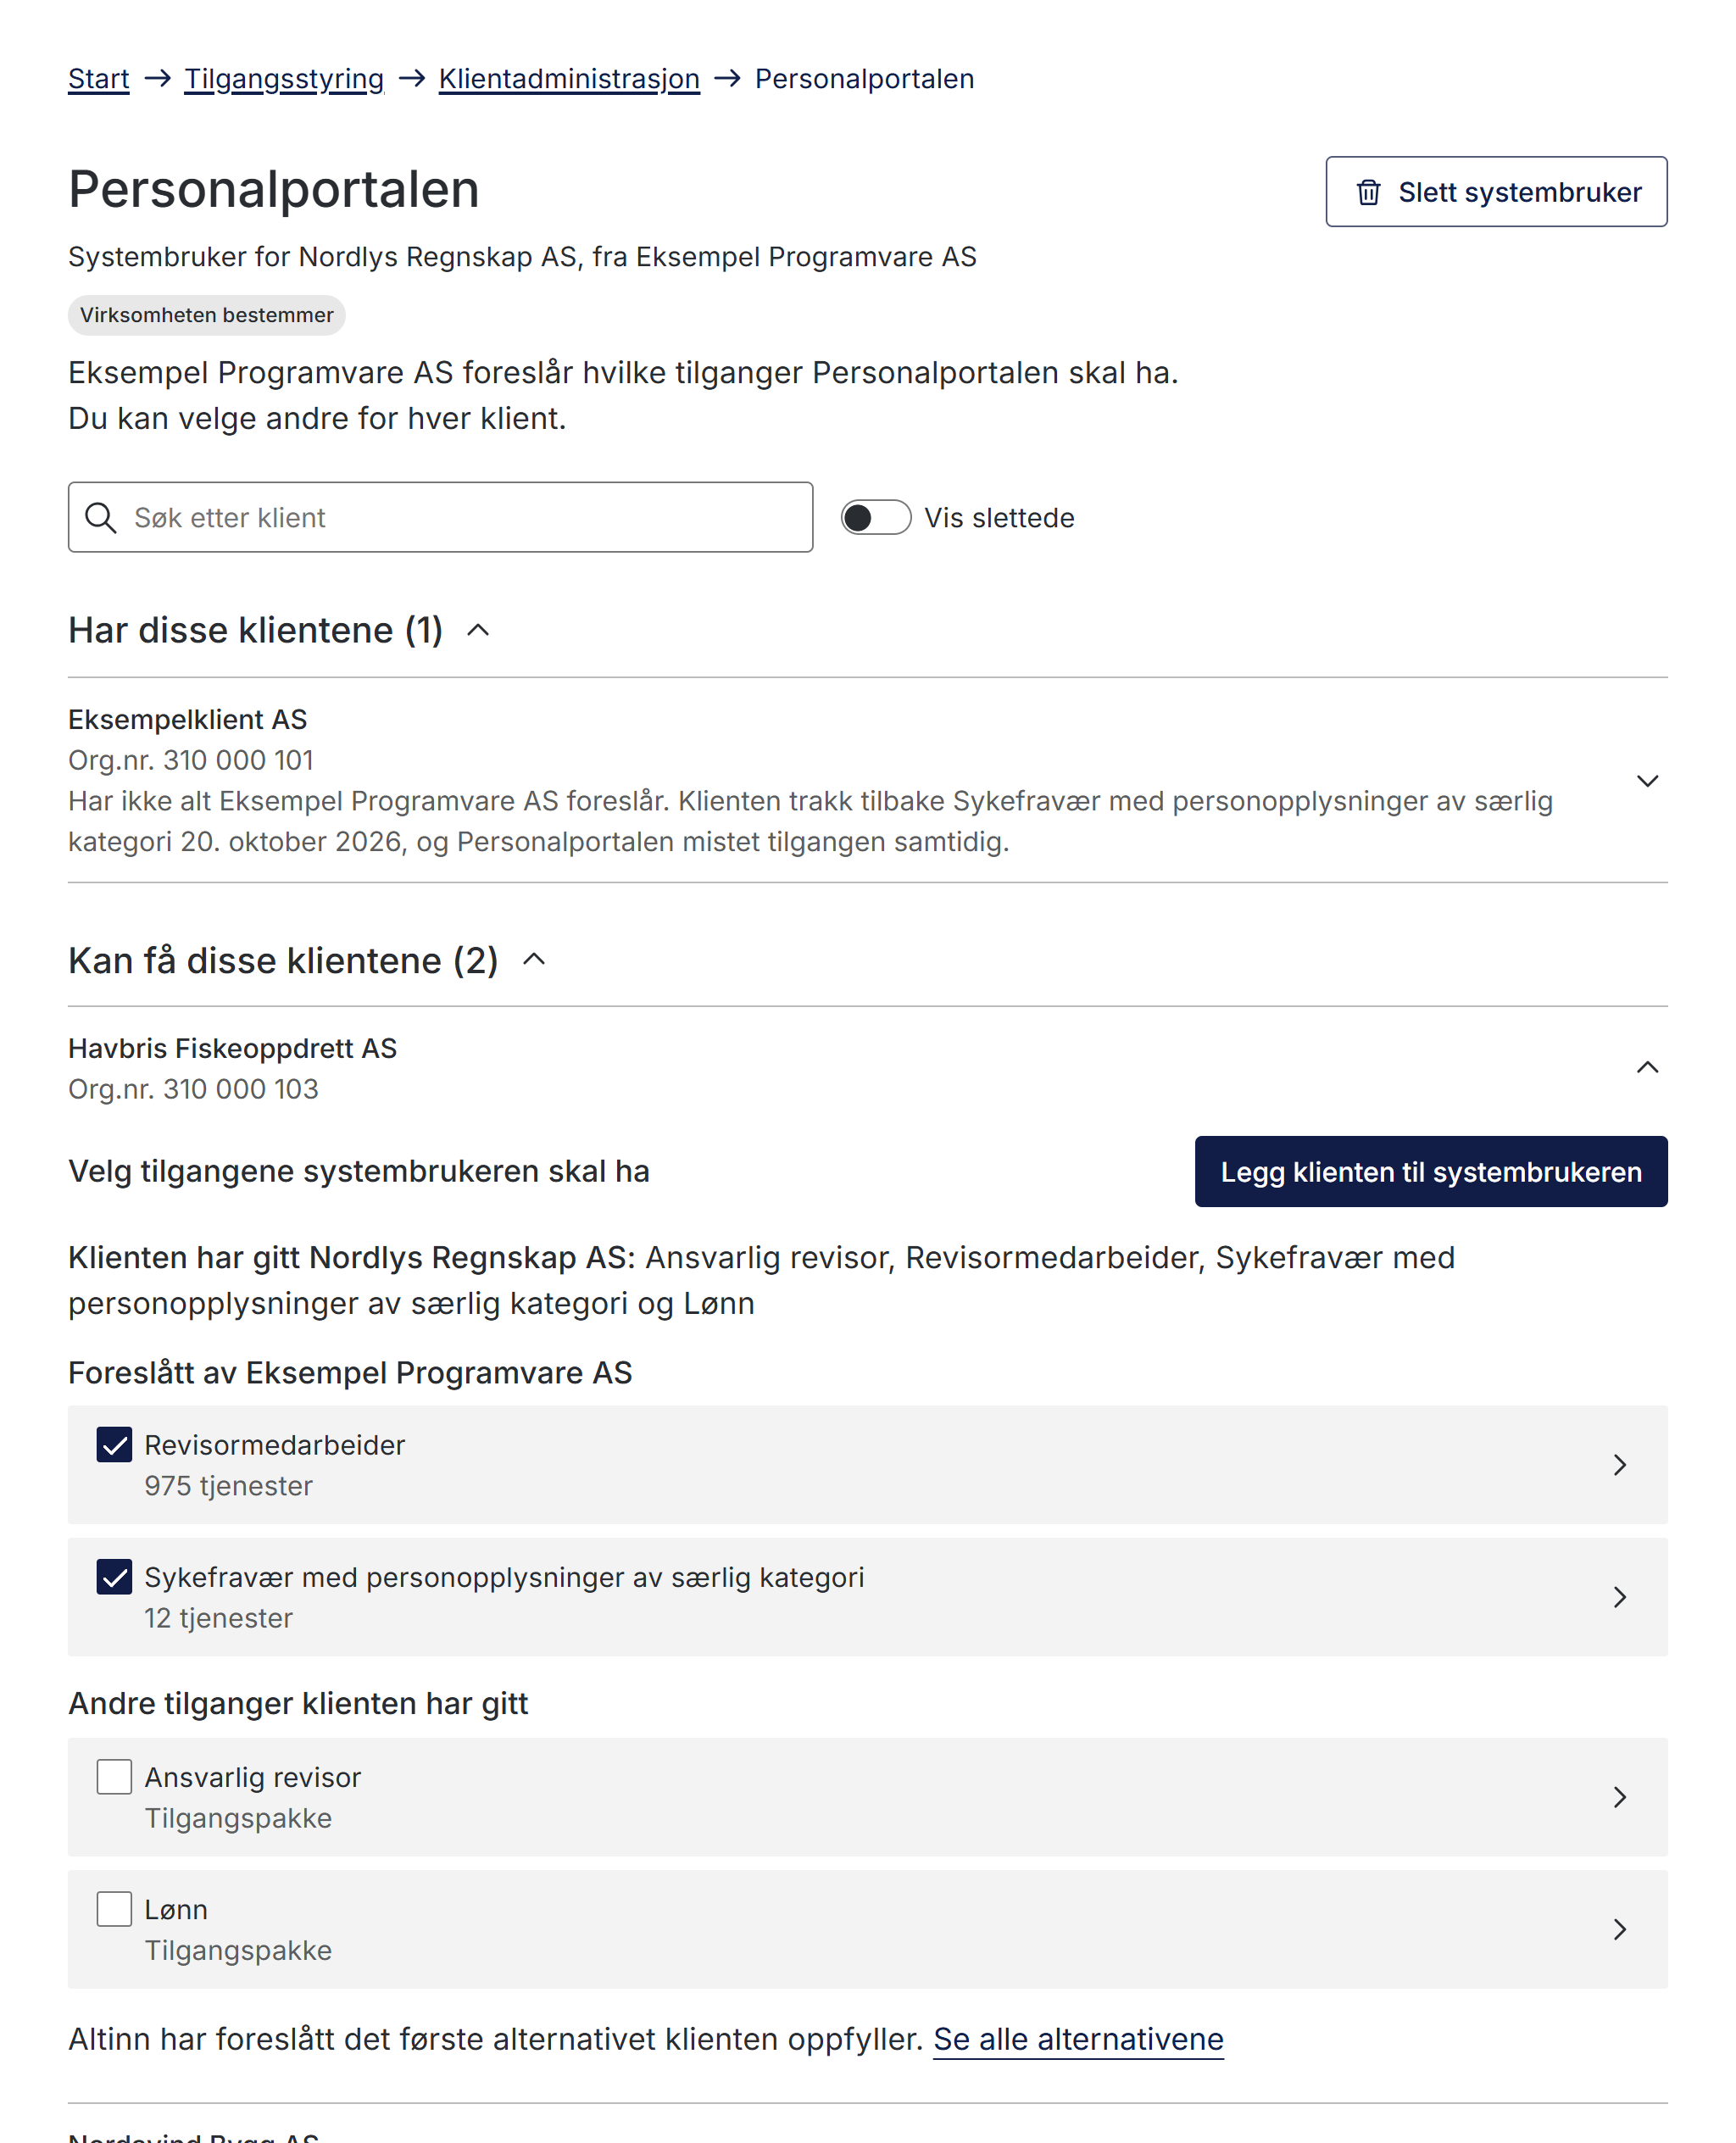 Start → Tilgangsstyring → Klientadministrasjon → Personalportalen
Personalportalen
Slett systembruker
Systembruker for Nordlys Regnskap AS, fra Eksempel Programvare AS
Virksomheten bestemmer
Eksempel Programvare AS foreslår hvilke tilganger Personalportalen skal ha.
Du kan velge andre for hver klient.
Søk etter klient
Vis slettede
Har disse klientene (1)
Eksempelklient AS
Org.nr. 310 000 101
Har ikke alt Eksempel Programvare AS foreslår. Klienten trakk tilbake Sykefravær med personopplysninger av særlig
kategori 20. oktober 2026, og Personalportalen mistet tilgangen samtidig.
Kan få disse klientene (2)
Havbris Fiskeoppdrett AS
Org.nr. 310 000 103
Velg tilgangene systembrukeren skal ha
Legg klienten til systembrukeren
Klienten har gitt Nordlys Regnskap AS: Ansvarlig revisor, Revisormedarbeider, Sykefravær med
personopplysninger av særlig kategori og Lønn
Foreslått av Eksempel Programvare AS
Revisormedarbeider
975 tjenester
Sykefravær med personopplysninger av særlig kategori
12 tjenester
Andre tilganger klienten har gitt
Ansvarlig revisor
Tilgangspakke
Lønn
Tilgangspakke
Altinn har foreslått det første alternativet klienten oppfyller. Se alle alternativene